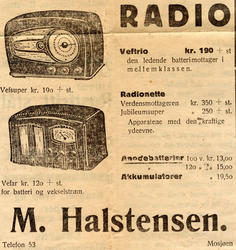 RADIO
Veftrio kr. 190 + st
den ledende batterimottager i
mellemklassen.
Vefsuper kr. 190 + st.
Radionette
Verdensmottageren kr. 350 + st.
Jubileumsuper „ 250 + st.
Apparatene med den kraftige
ydeevne.
Vefar kr. 120 + st.
for batteri og vekselstrøm.
Anodebatterier 100 v. kr. 13,00
120 „ „ 15,00
Akkumulatorer „ 19,50
M. Halstensen.
Telefon 53 Mosjøen